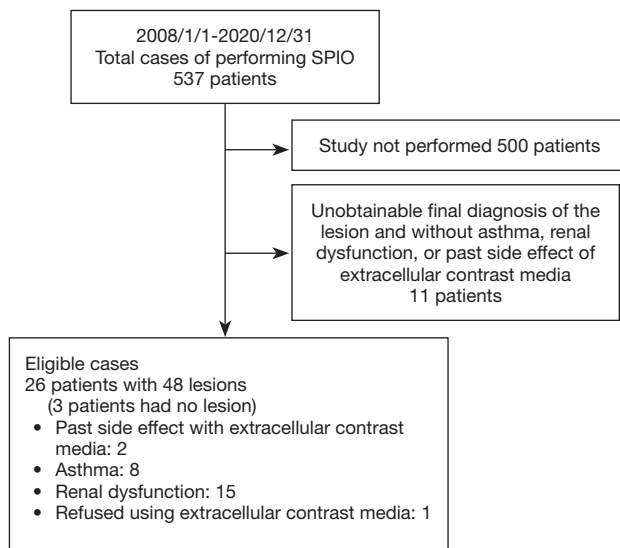 2008/1/1-2020/12/31
Total cases of performing SPIO
537 patients
Study not performed 500 patients
Unobtainable final diagnosis of the
lesion and without asthma, renal
dysfunction, or past side effect of
extracellular contrast media
11 patients
Eligible cases
26 patients with 48 lesions
(3 patients had no lesion)
• Past side effect with extracellular contrast
media: 2
• Asthma: 8
• Renal dysfunction: 15
• Refused using extracellular contrast media: 1